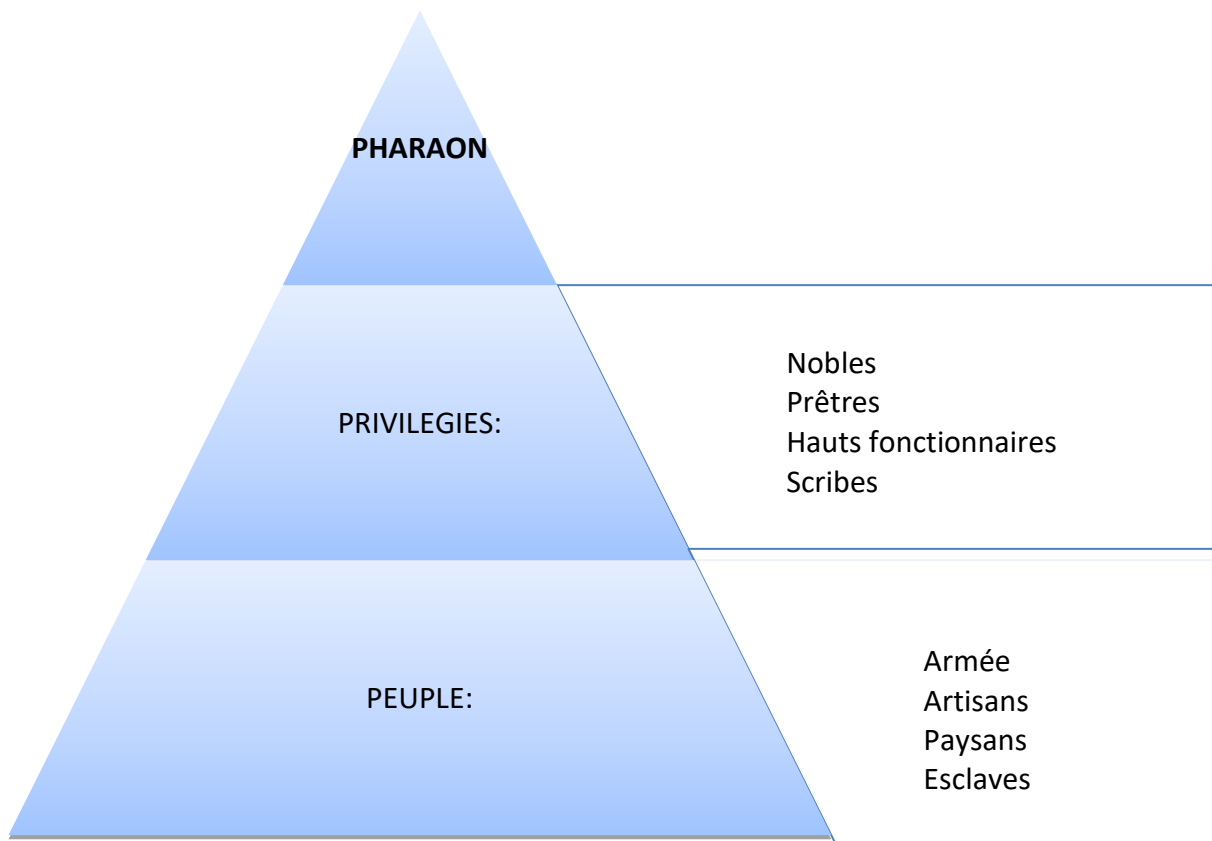 PHARAON
PRIVILEGIES:
Nobles
Prêtres
Hauts fonctionnaires
Scribes
PEUPLE:
Armée
Artisans
Paysans
Esclaves